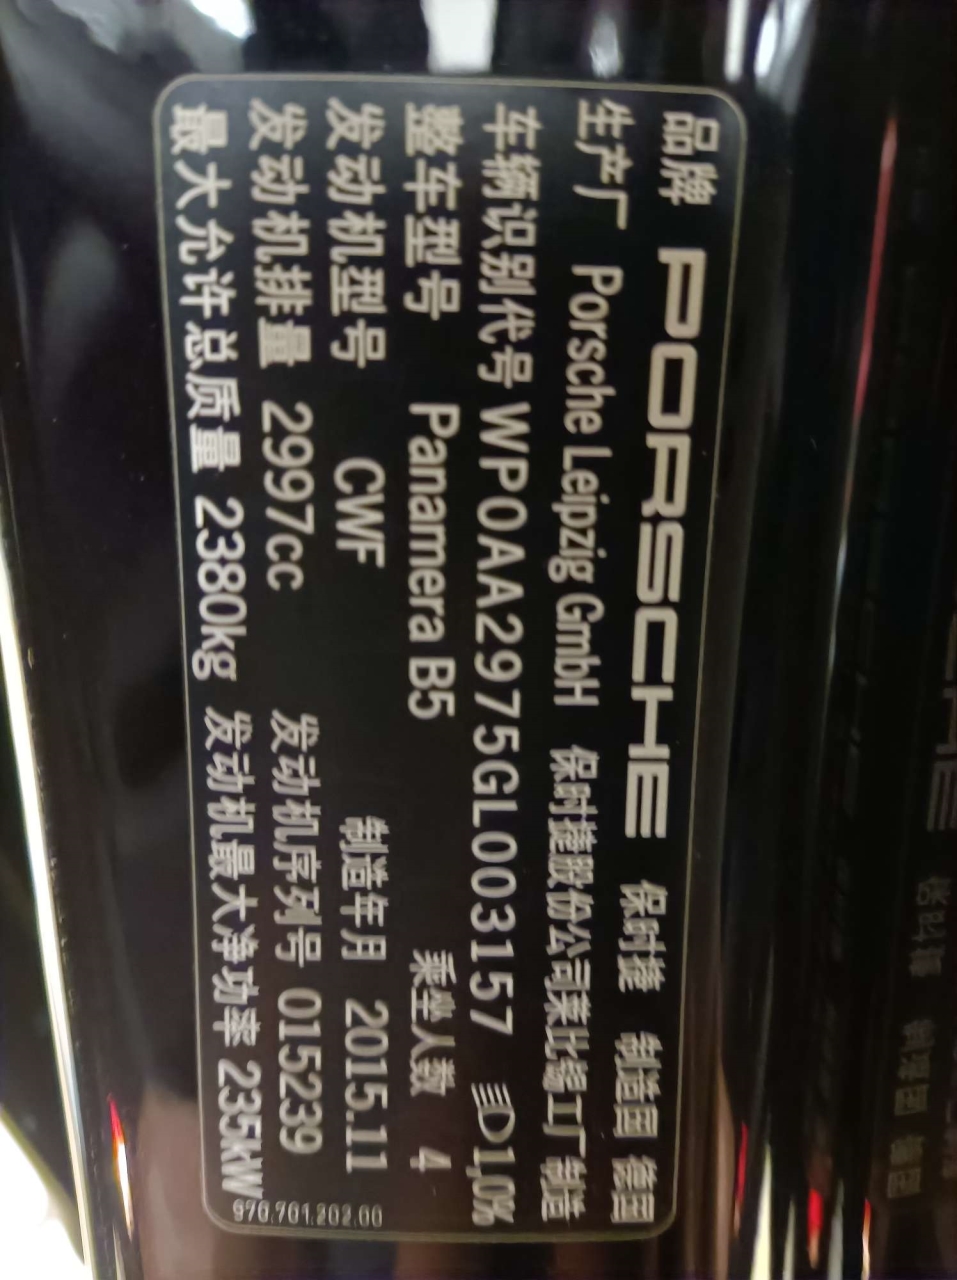 品牌 PORSCHE 保时捷 制造国 德国
生产厂 Porsche Leipzig GmbH 保时捷股份公司莱比锡工厂制造
车辆识别代号 WP0AA2975GL003157 1,0%
整车型号 Panamera B5 乘坐人数 4
发动机型号 CWF 制造年月 2015.11
发动机排量 2997cc 发动机序列号 015239
最大允许总质量 2380kg 发动机最大净功率 235kW
970.701.202.00